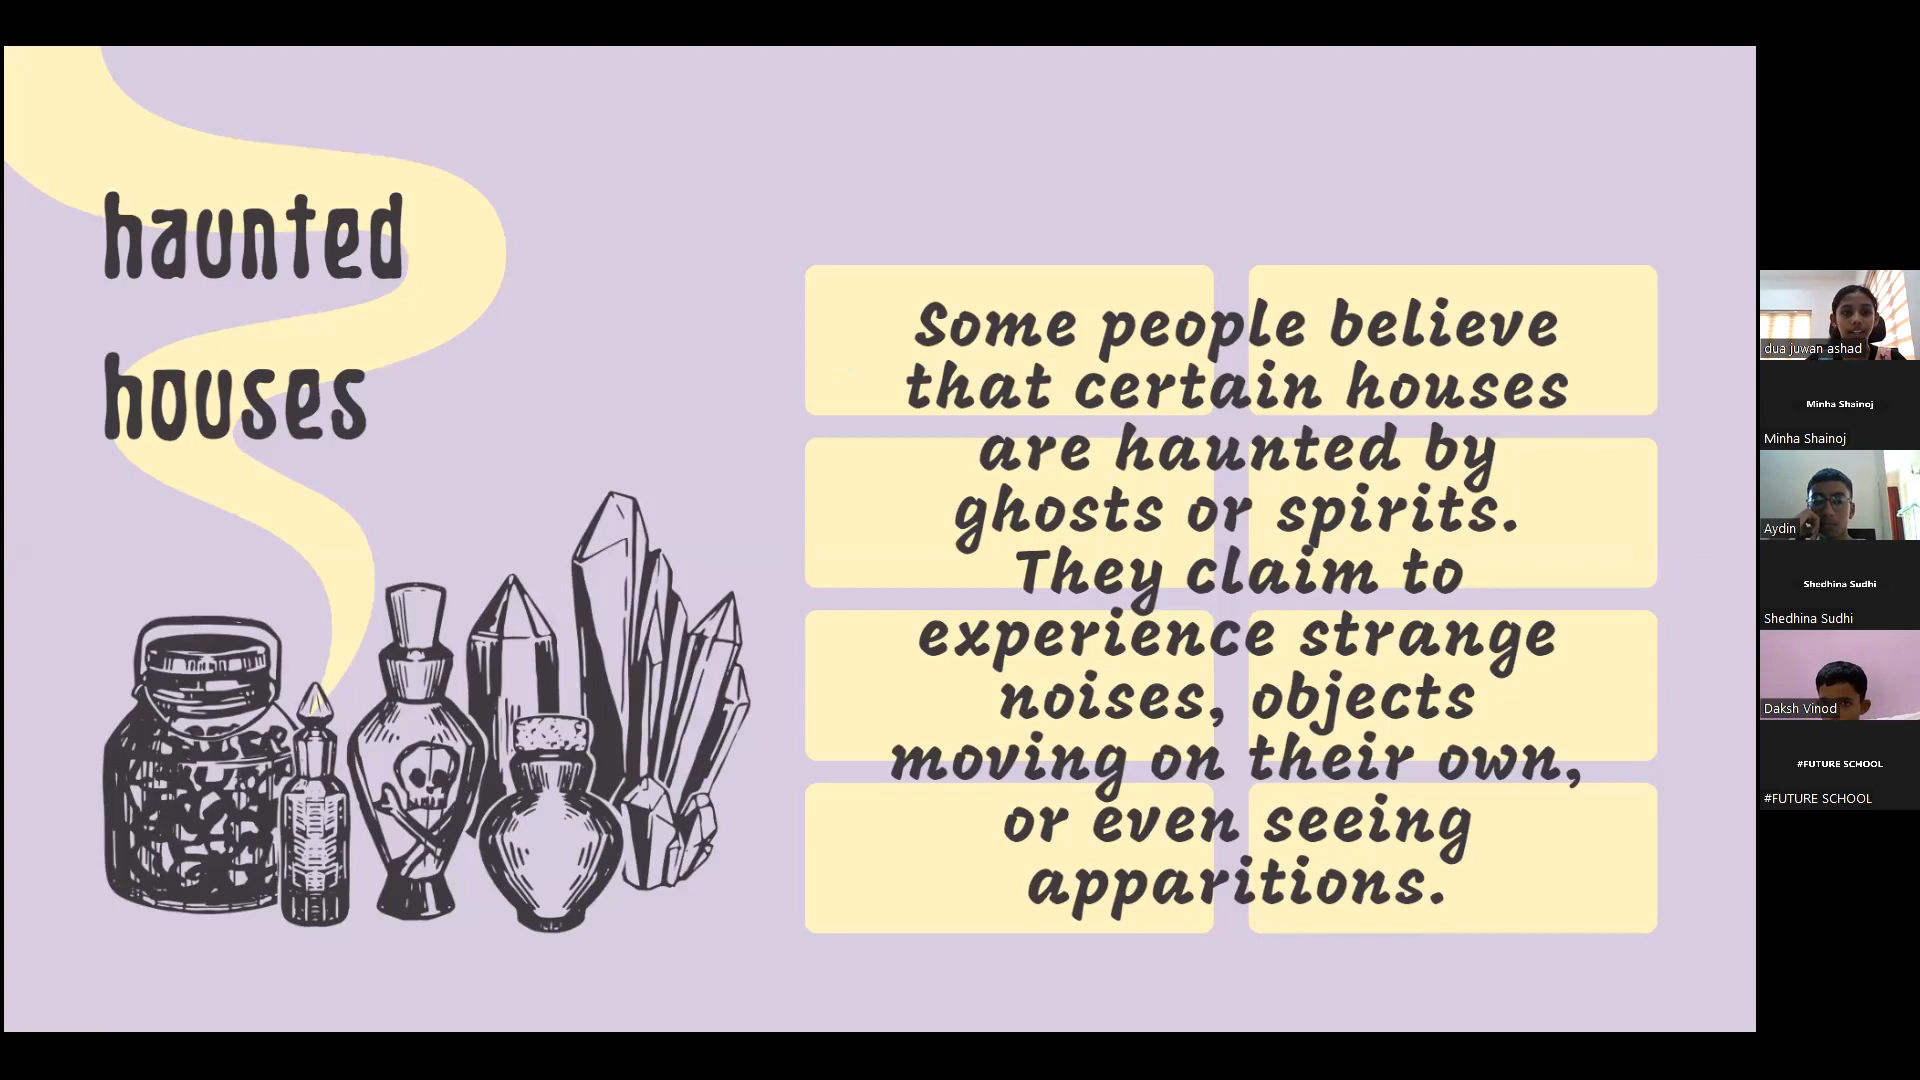 haunted
houses
Some people believe
that certain houses
are haunted by
ghosts or spirits.
They claim to
experience strange
noises, objects
moving on their own,
or even seeing
apparitions.
dua juwan ashad
Minha Shainoj
Minha Shainoj
Aydin
Shedhina Sudhi
Shedhina Sudhi
Daksh Vinod
#FUTURE SCHOOL
#FUTURE SCHOOL